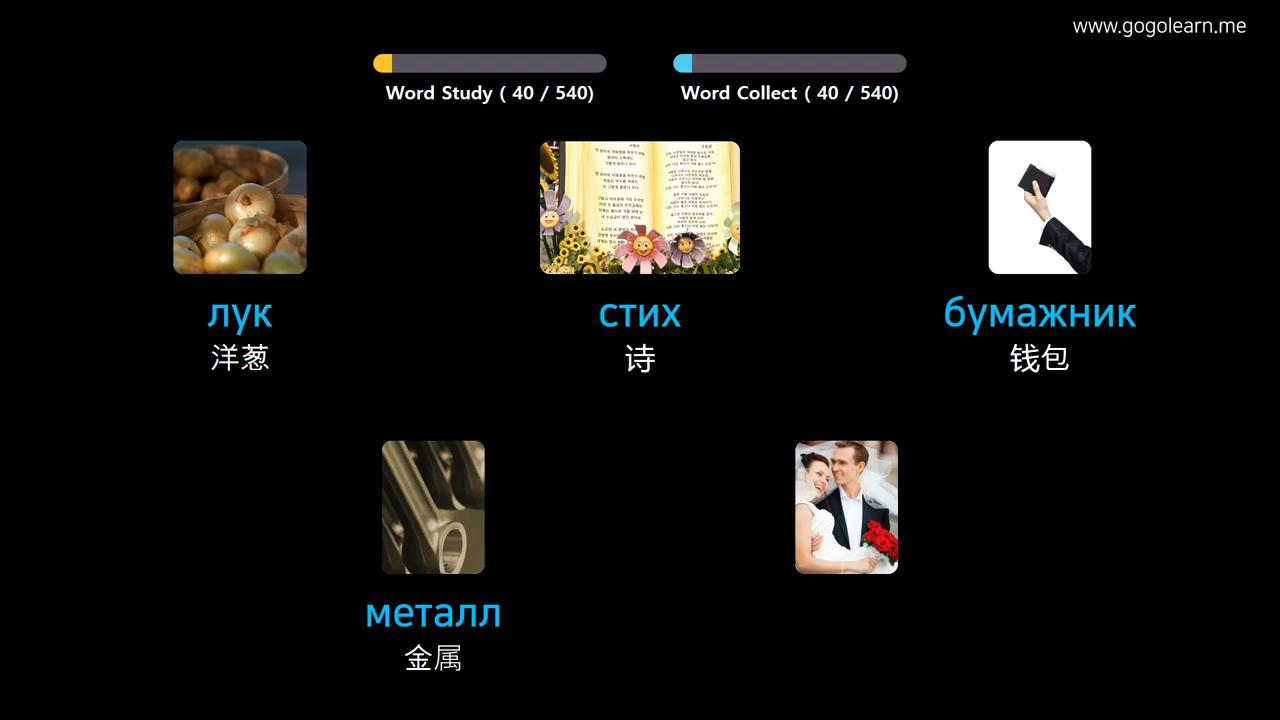 www.gogolearn.me
Word Study ( 40 / 540)
Word Collect ( 40 / 540)
лук
стих
бумажник
洋葱
诗
钱包
металл
金属